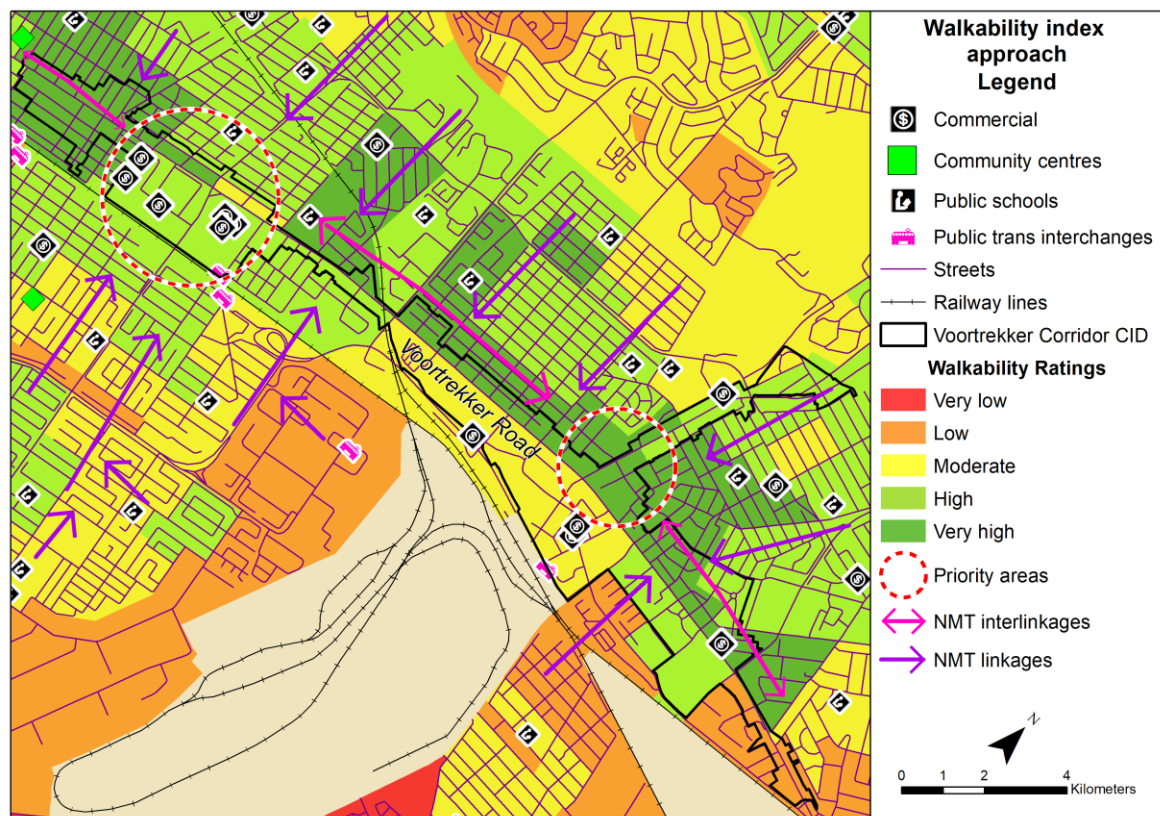 Walkability index
approach
Legend
Commercial
Community centres
Public schools
Public trans interchanges
Streets
Railway lines
Voortrekker Corridor CID
Walkability Ratings
Very low
Low
Moderate
High
Very high
Priority areas
NMT interlinkages
NMT linkages
N
0 1 2 4
Kilometers
Voortrekker Road